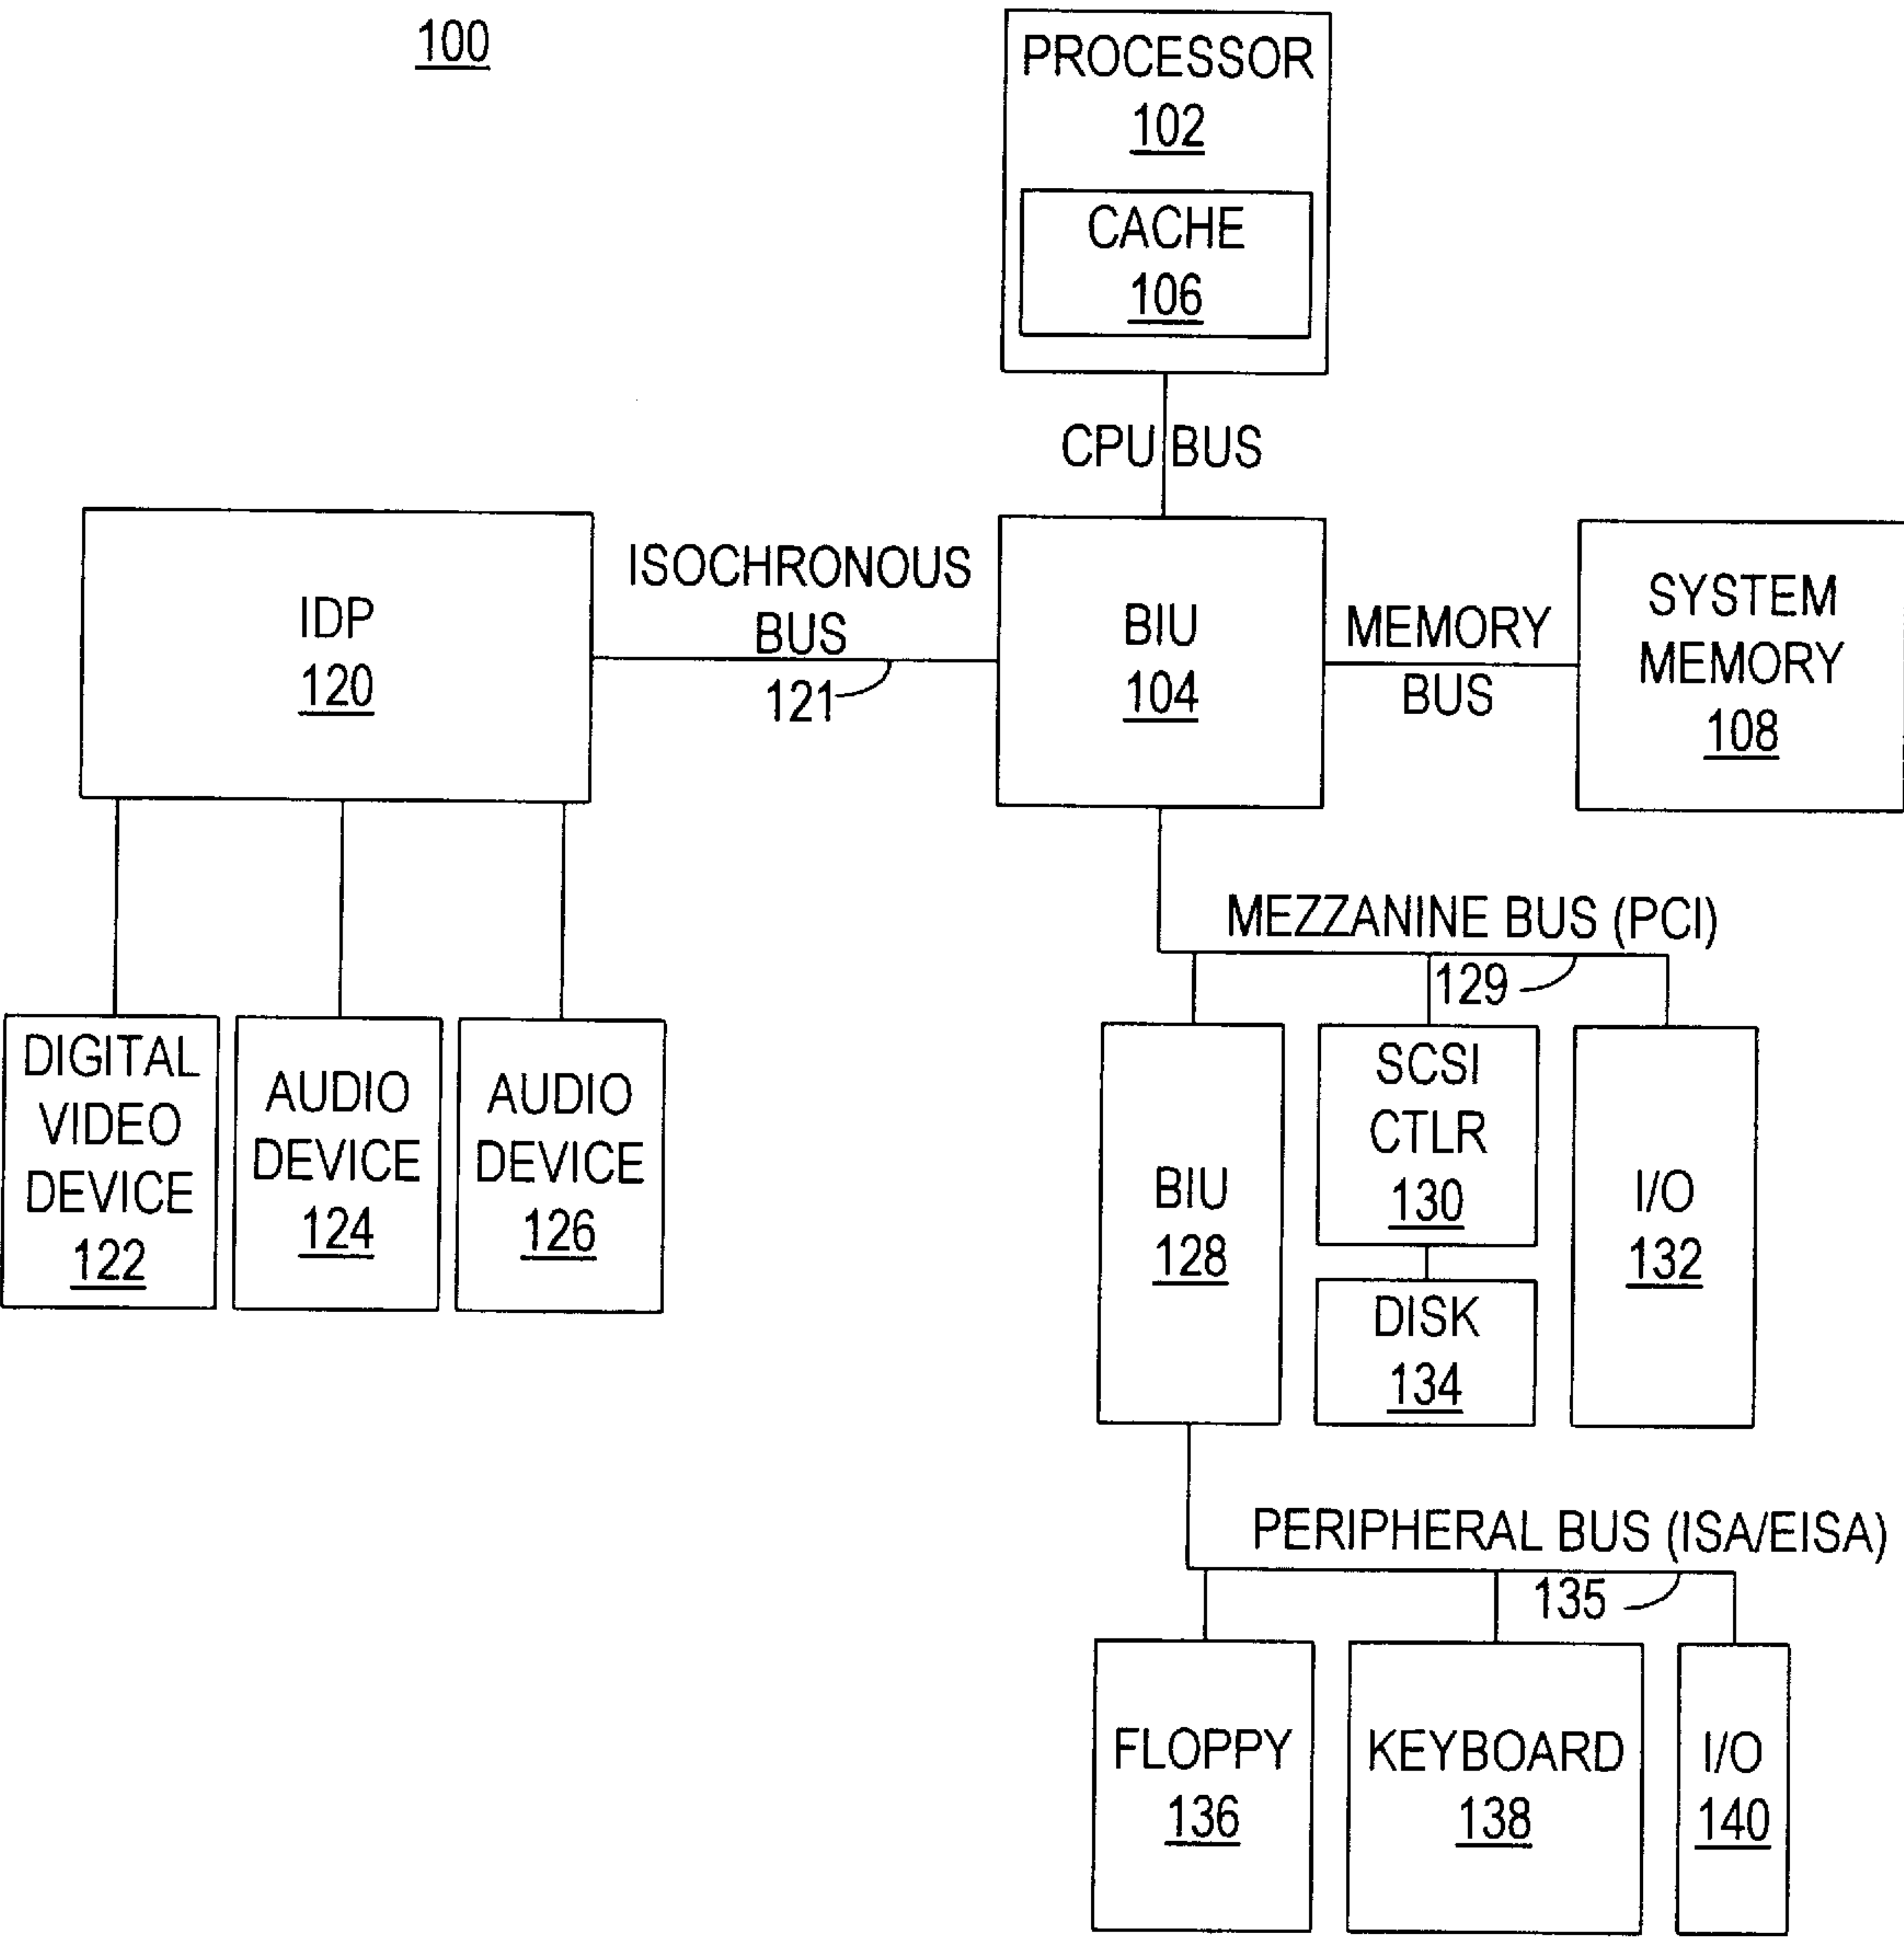 100
PROCESSOR
102
CACHE
106
CPU BUS
IDP
120
ISOCHRONOUS
BUS
121
BIU
104
MEMORY
BUS
SYSTEM
MEMORY
108
MEZZANINE BUS (PCI)
129
DIGITAL
VIDEO
DEVICE
122
AUDIO
DEVICE
124
AUDIO
DEVICE
126
BIU
128
SCSI
CTLR
130
DISK
134
I/O
132
PERIPHERAL BUS (ISA/EISA)
135
FLOPPY
136
KEYBOARD
138
I/O
140